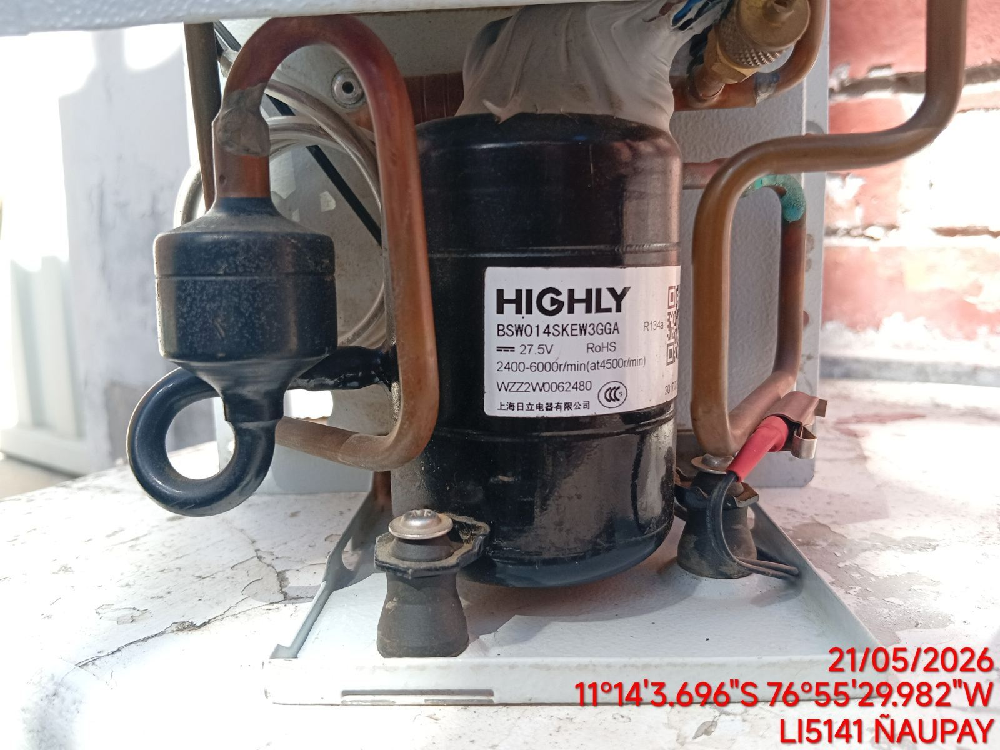 HIGHLY
BSW014SKEW3GGA R134a
27.5V RoHS
2400-6000r/min(at4500r/min)
WZZ2W0062480 CCC S
上海日立电器有限公司
21/05/2026
11°14'3.696"S 76°55'29.982"W
LI5141 ÑAUPAY